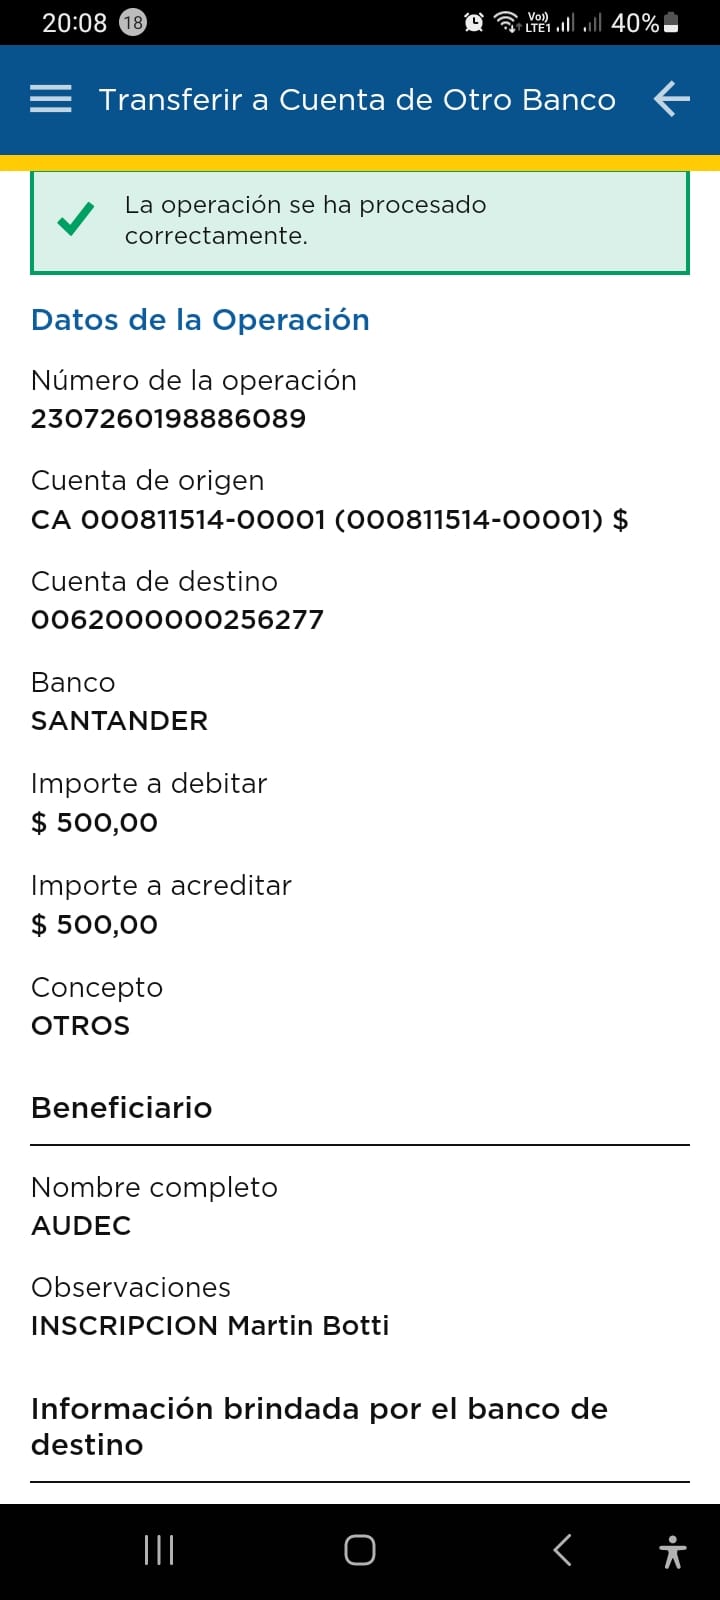 20:08 18 Vo)) LTE1 40%
Transferir a Cuenta de Otro Banco
La operación se ha procesado
correctamente.
Datos de la Operación
Número de la operación
2307260198886089
Cuenta de origen
CA 000811514-00001 (000811514-00001) $
Cuenta de destino
0062000000256277
Banco
SANTANDER
Importe a debitar
$ 500,00
Importe a acreditar
$ 500,00
Concepto
OTROS
Beneficiario
Nombre completo
AUDEC
Observaciones
INSCRIPCION Martin Botti
Información brindada por el banco de
destino